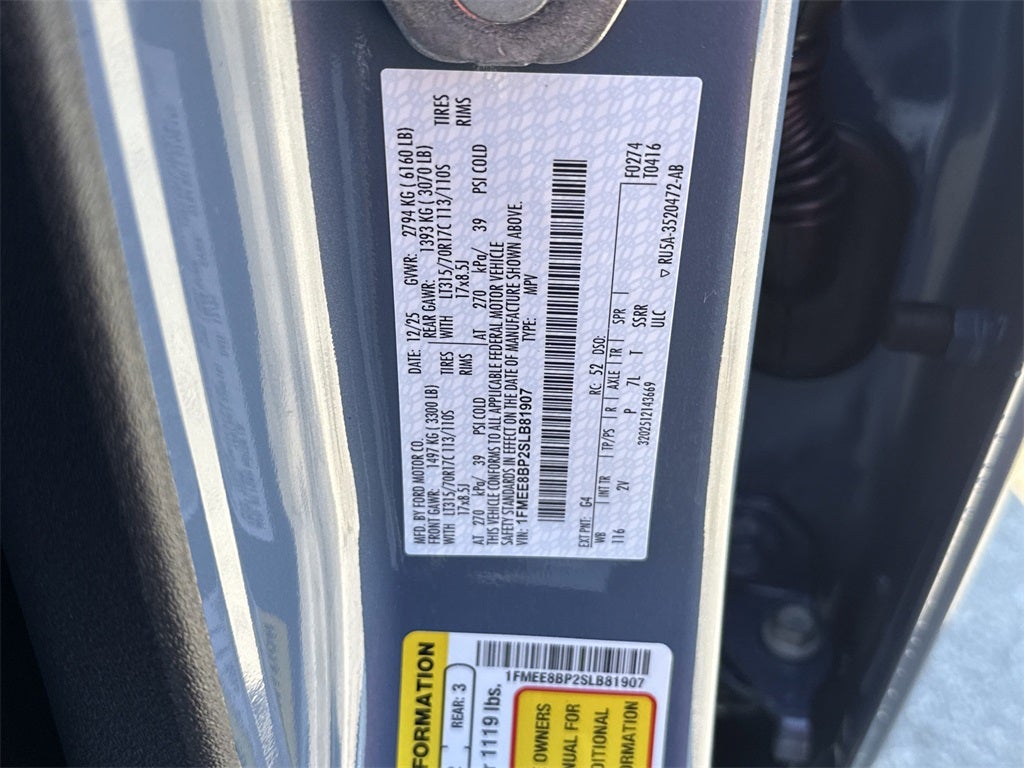 MFD. BY FORD MOTOR CO.
DATE: 12/25 GVWR: 2794 KG ( 6160 LB)
FRONT GAWR: 1497 KG ( 3300 LB) REAR GAWR: 1393 KG ( 3070 LB)
WITH LT315/70R17C 113/110S TIRES WITH LT315/70R17C 113/110S TIRES
17x8.5J RIMS 17x8.5J RIMS
AT 270 kPa/ 39 PSI COLD AT 270 kPa/ 39 PSI COLD
THIS VEHICLE CONFORMS TO ALL APPLICABLE FEDERAL MOTOR VEHICLE
SAFETY STANDARDS IN EFFECT ON THE DATE OF MANUFACTURE SHOWN ABOVE.
VIN: 1FMEE8BP2SLB81907 TYPE: MPV
EXT PNT: G4 RC: 52 DSO: F0274
WB INT TR TP/PS R AXLE TR SPR T0416
116 2V P 7L T SSRR
ULC
3202512143669 ▽ RU5A-3520472-AB
FORMATION
REAR: 3
1119 lbs.
1FMEE8BP2SLB81907
OWNERS
FOR